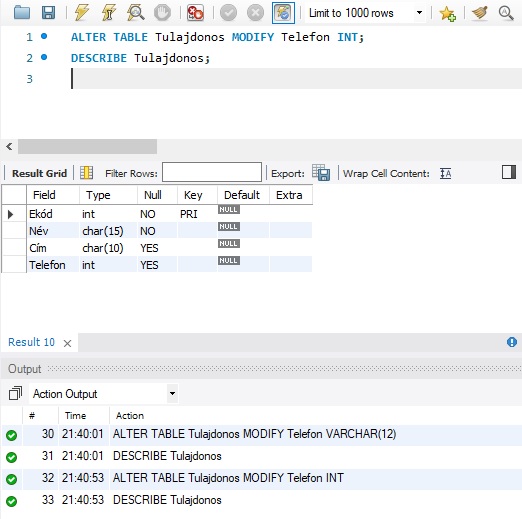 Limit to 1000 rows
1 ALTER TABLE Tulajdonos MODIFY Telefon INT;
2 DESCRIBE Tulajdonos;
3
Result Grid Filter Rows: Export: Wrap Cell Content:
Field Type Null Key Default Extra
Ekód int NO PRI NULL
Név char(15) NO NULL
Cím char(10) YES NULL
Telefon int YES NULL
Result 10
Output
Action Output
# Time Action
30 21:40:01 ALTER TABLE Tulajdonos MODIFY Telefon VARCHAR(12)
31 21:40:01 DESCRIBE Tulajdonos
32 21:40:53 ALTER TABLE Tulajdonos MODIFY Telefon INT
33 21:40:53 DESCRIBE Tulajdonos